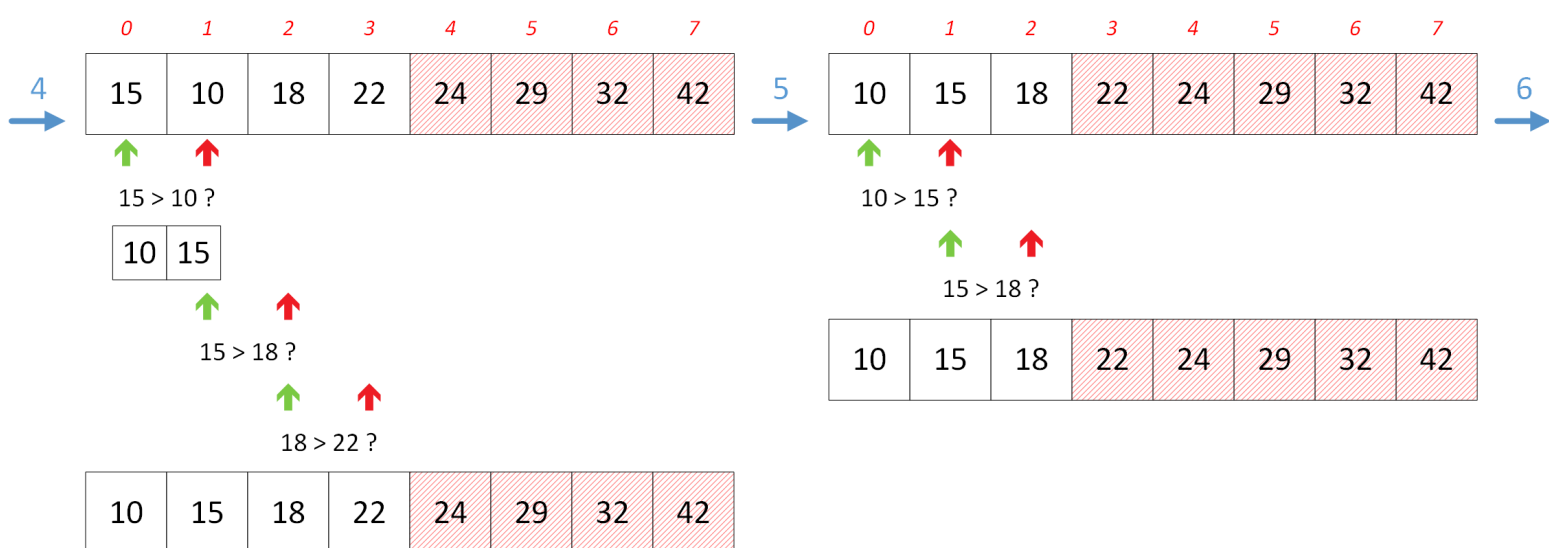 0 1 2 3 4 5 6 7
4
15 10 18 22 24 29 32 42
15 > 10 ?
10 15
15 > 18 ?
18 > 22 ?
10 15 18 22 24 29 32 42
0 1 2 3 4 5 6 7
5
10 15 18 22 24 29 32 42
6
10 > 15 ?
15 > 18 ?
10 15 18 22 24 29 32 42